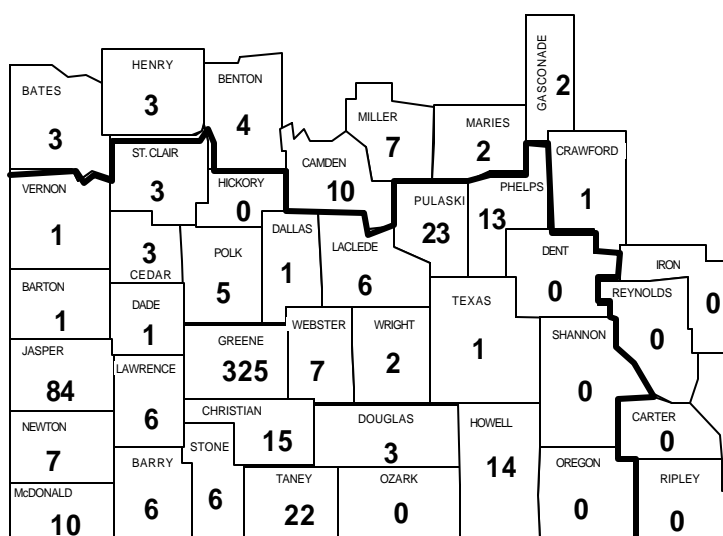 GASCONADE
2
HENRY
3
BENTON
4
BATES
3
MILLER
7
MARIES
2
CRAWFORD
1
ST. CLAIR
3
CAMDEN
10
VERNON
1
HICKORY
0
PULASKI
23
PHELPS
13
3
CEDAR
POLK
5
DALLAS
1
LACLEDE
6
DENT
0
IRON
0
BARTON
1
DADE
1
TEXAS
1
REYNOLDS
0
JASPER
84
GREENE
325
WEBSTER
7
WRIGHT
2
SHANNON
0
LAWRENCE
6
NEWTON
7
CHRISTIAN
15
DOUGLAS
3
HOWELL
14
CARTER
0
BARRY
6
STONE
6
McDONALD
10
TANEY
22
OZARK
0
OREGON
0
RIPLEY
0